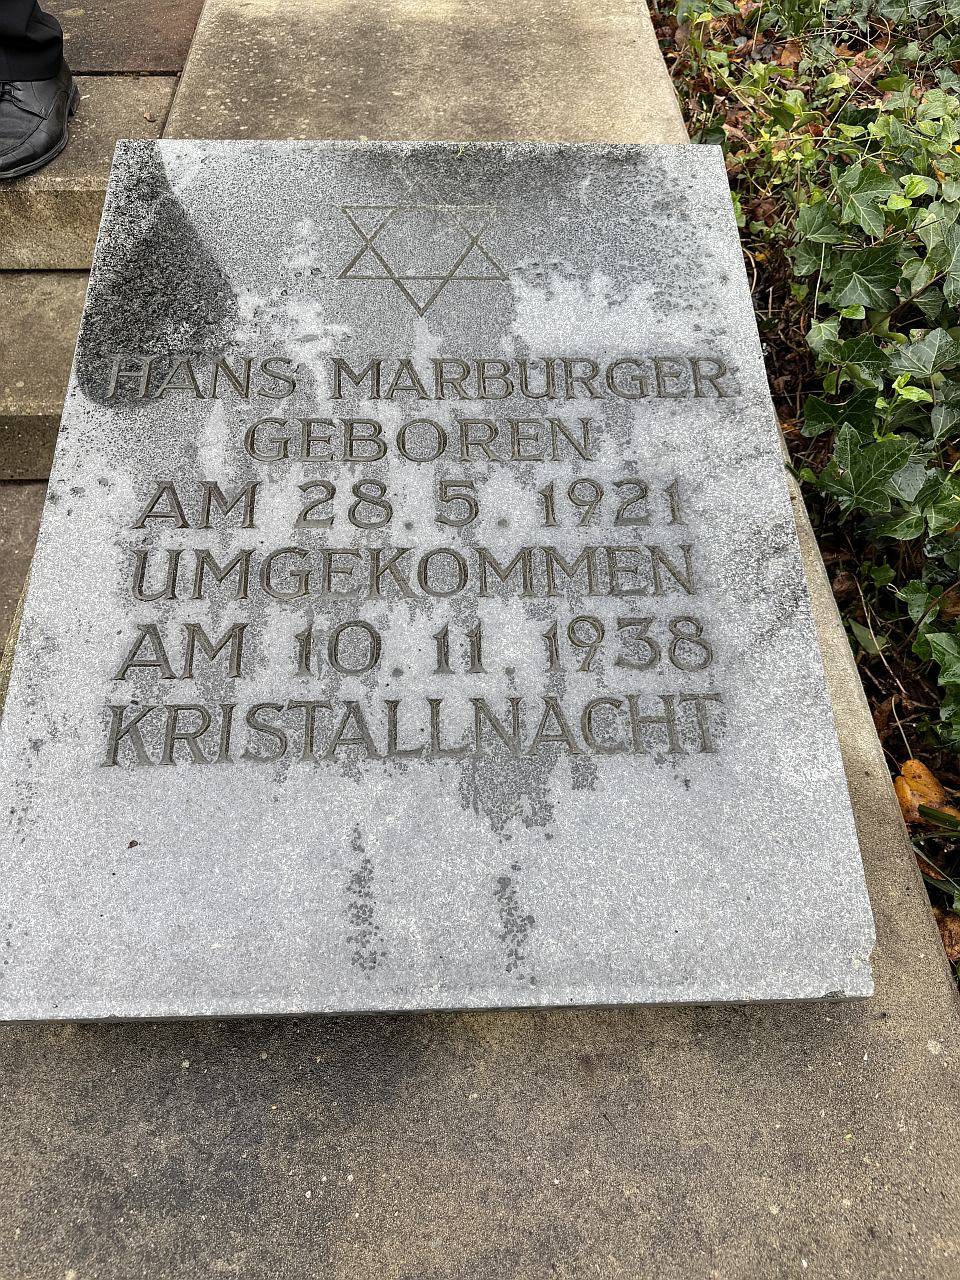 HANS MARBURGER
GEBOREN
AM 28.5.1921
UMGEKOMMEN
AM 10.11.1938
KRISTALLNACHT